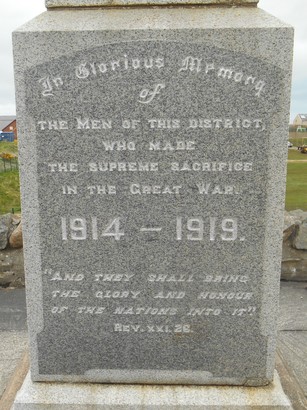 In Glorious Memory
of
THE MEN OF THIS DISTRICT,
WHO MADE
THE SUPREME SACRIFICE
IN THE GREAT WAR.
1914 — 1919.
"AND THEY SHALL BRING
THE GLORY AND HONOUR
OF THE NATIONS INTO IT"
REV. XXI. 26.